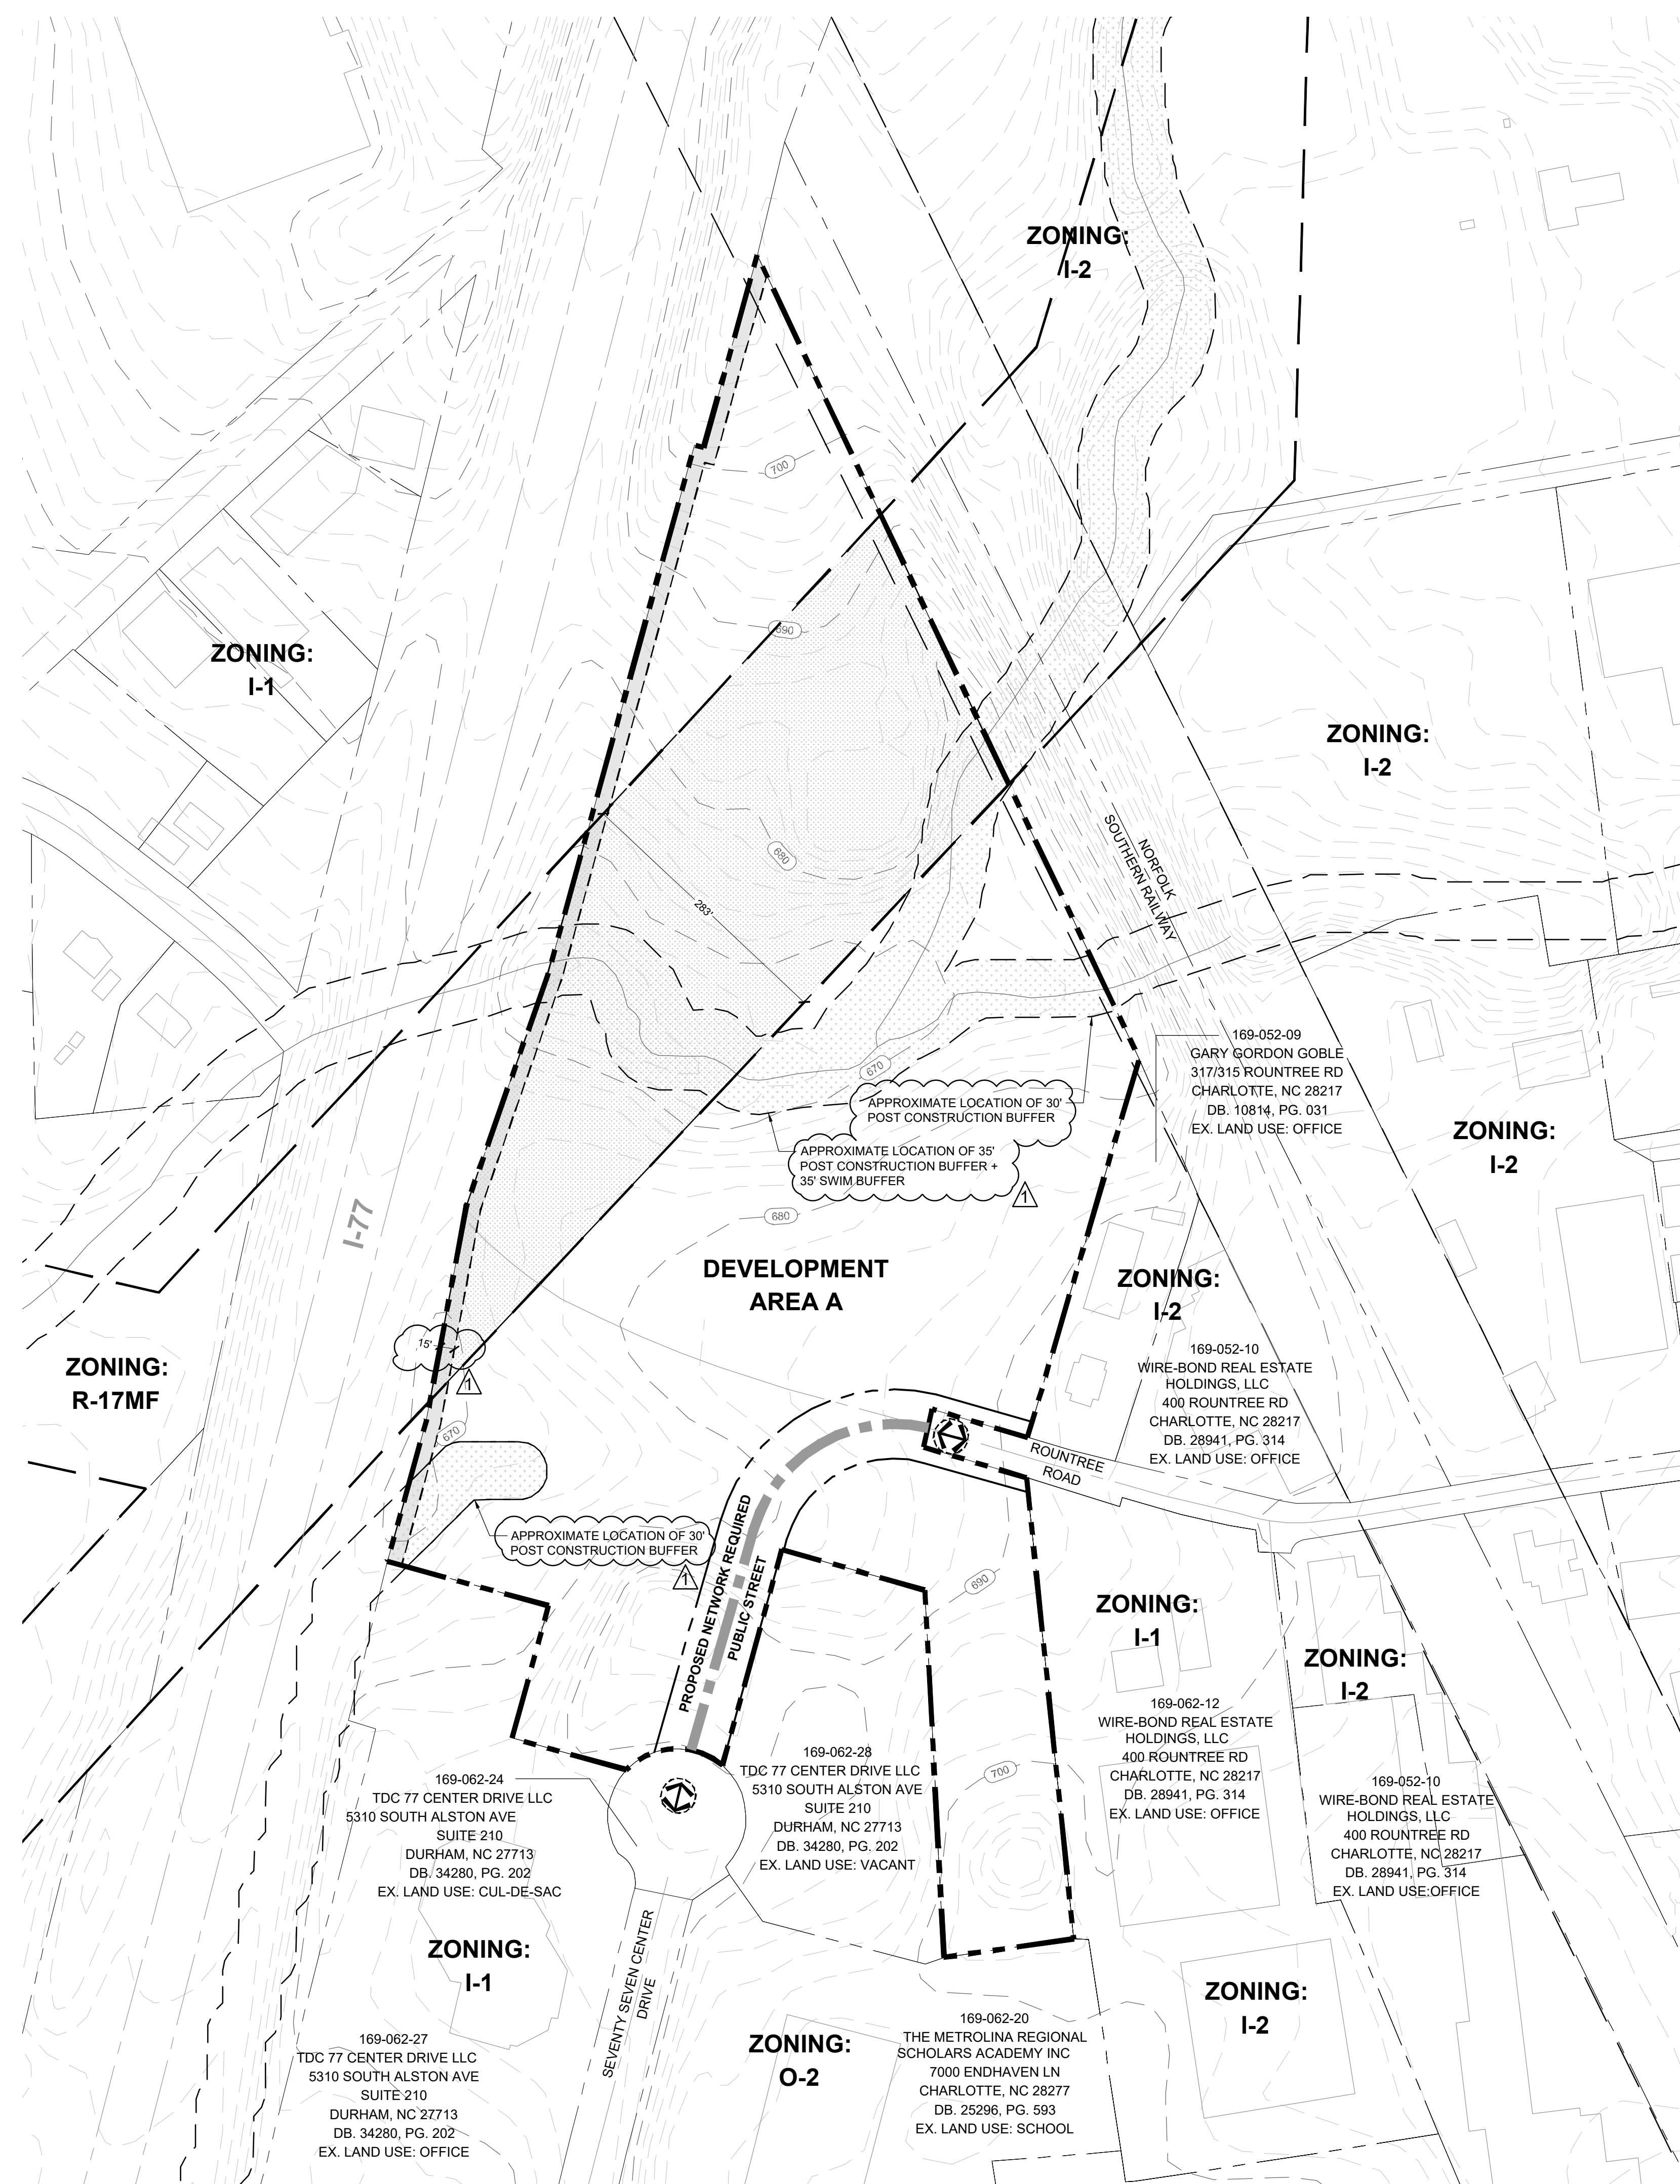 ZONING:
I-2
700
690
ZONING:
I-1
ZONING:
I-2
680
NORFOLK
SOUTHERN RAILWAY
283'
169-052-09
GARY GORDON GOBLE
317/315 ROUNTREE RD
CHARLOTTE, NC 28217
DB. 10814, PG. 031
EX. LAND USE: OFFICE
670
APPROXIMATE LOCATION OF 30'
POST CONSTRUCTION BUFFER
APPROXIMATE LOCATION OF 35'
POST CONSTRUCTION BUFFER +
35' SWIM BUFFER
1
ZONING:
I-2
680
I-77
DEVELOPMENT
AREA A
ZONING:
I-2
15'
1
ZONING:
R-17MF
169-052-10
WIRE-BOND REAL ESTATE
HOLDINGS, LLC
400 ROUNTREE RD
CHARLOTTE, NC 28217
DB. 28941, PG. 314
EX. LAND USE: OFFICE
670
ROUNTREE
ROAD
APPROXIMATE LOCATION OF 30'
POST CONSTRUCTION BUFFER
1
PROPOSED NETWORK REQUIRED
PUBLIC STREET
690
ZONING:
I-1
ZONING:
I-2
169-062-12
WIRE-BOND REAL ESTATE
HOLDINGS, LLC
400 ROUNTREE RD
CHARLOTTE, NC 28217
DB. 28941, PG. 314
EX. LAND USE: OFFICE
169-062-28
TDC 77 CENTER DRIVE LLC
5310 SOUTH ALSTON AVE
SUITE 210
DURHAM, NC 27713
DB. 34280, PG. 202
EX. LAND USE: VACANT
700
169-062-24
TDC 77 CENTER DRIVE LLC
5310 SOUTH ALSTON AVE
SUITE 210
DURHAM, NC 27713
DB. 34280, PG. 202
EX. LAND USE: CUL-DE-SAC
169-052-10
WIRE-BOND REAL ESTATE
HOLDINGS, LLC
400 ROUNTREE RD
CHARLOTTE, NC 28217
DB. 28941, PG. 314
EX. LAND USE:OFFICE
ZONING:
I-1
SEVENTY SEVEN CENTER
DRIVE
ZONING:
I-2
169-062-27
TDC 77 CENTER DRIVE LLC
5310 SOUTH ALSTON AVE
SUITE 210
DURHAM, NC 27713
DB. 34280, PG. 202
EX. LAND USE: OFFICE
ZONING:
O-2
169-062-20
THE METROLINA REGIONAL
SCHOLARS ACADEMY INC
7000 ENDHAVEN LN
CHARLOTTE, NC 28277
DB. 25296, PG. 593
EX. LAND USE: SCHOOL